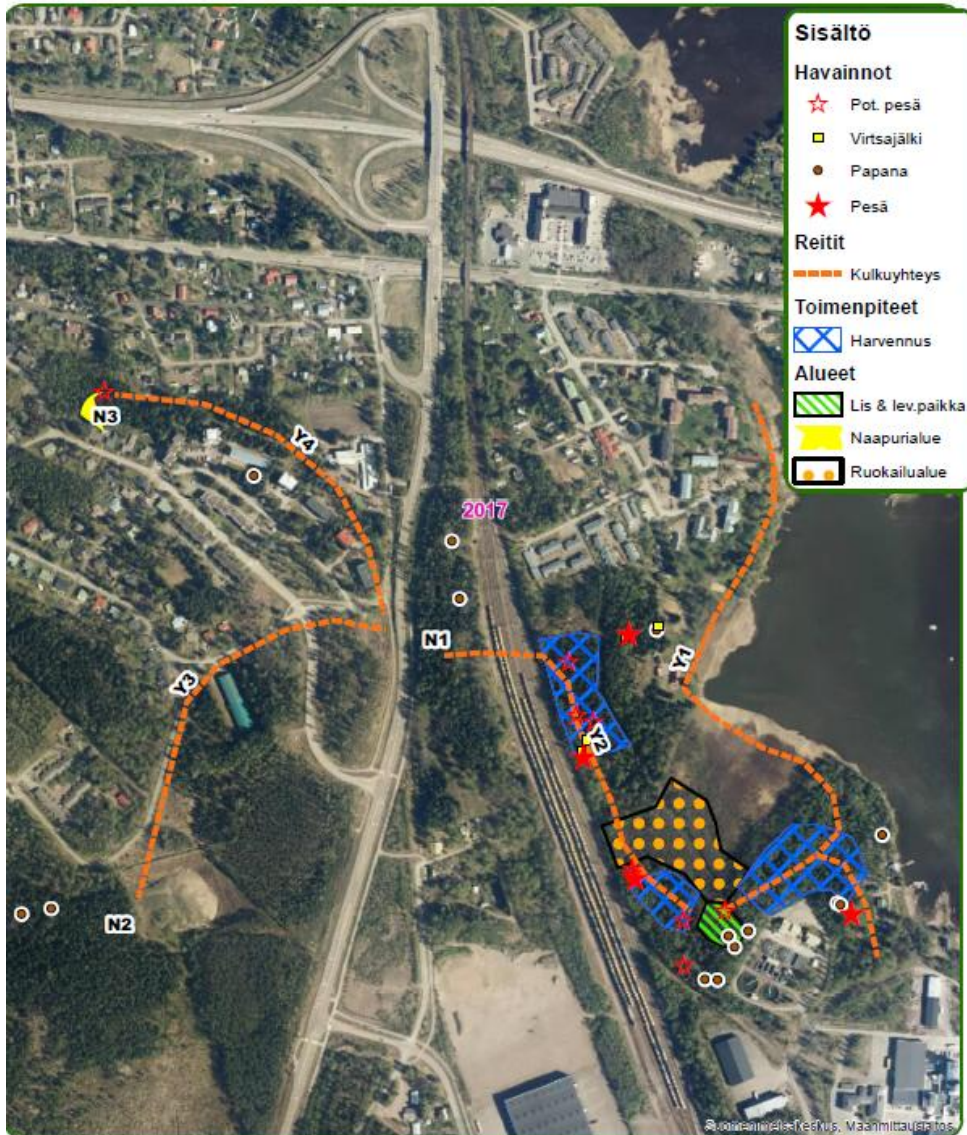 Sisältö
Havainnot
Pot. pesä
Virtsajälki
Papana
Pesä
Reitit
Kulkuyhteys
Toimenpiteet
Harvennus
Alueet
Lis & lev.paikka
Naapurialue
Ruokailualue
N3
Y4
2017
N1
Y1
Y3
Y2
N2
Suomen metsäkeskus, Maanmittauslaitos